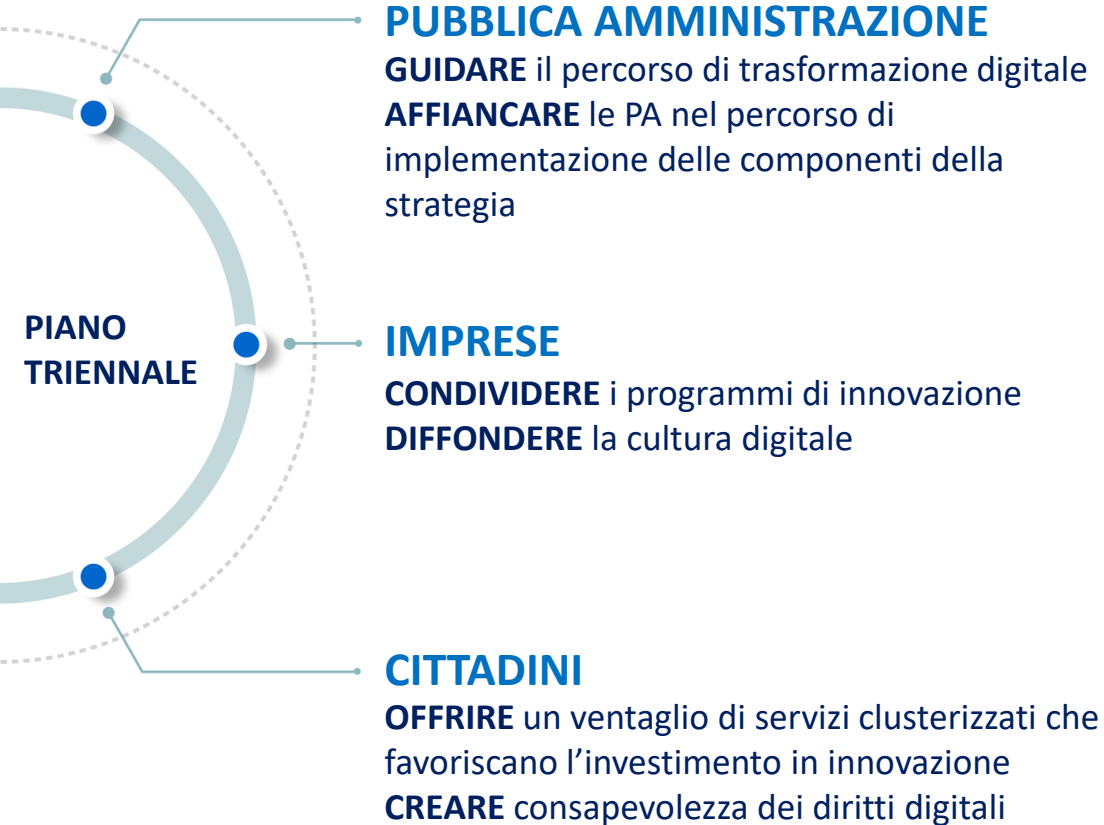 PUBBLICA AMMINISTRAZIONE
GUIDARE il percorso di trasformazione digitale
AFFIANCARE le PA nel percorso di
implementazione delle componenti della
strategia
PIANO
TRIENNALE
IMPRESE
CONDIVIDERE i programmi di innovazione
DIFFONDERE la cultura digitale
CITTADINI
OFFRIRE un ventaglio di servizi clusterizzati che
favoriscano l’investimento in innovazione
CREARE consapevolezza dei diritti digitali